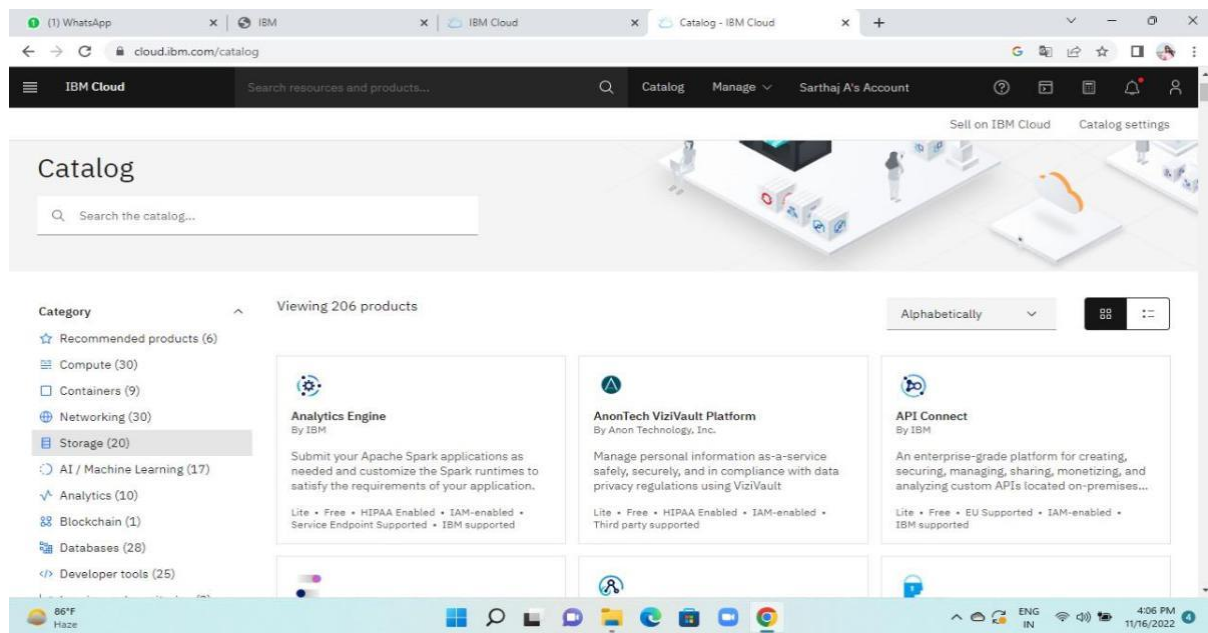 (1) WhatsApp
IBM
IBM Cloud
Catalog - IBM Cloud
cloud.ibm.com/catalog
IBM Cloud
Search resources and products...
Catalog
Manage
Sarthaj A's Account
Sell on IBM Cloud
Catalog settings
Catalog
Search the catalog...
Category
Recommended products (6)
Compute (30)
Containers (9)
Networking (30)
Storage (20)
AI / Machine Learning (17)
Analytics (10)
Blockchain (1)
Databases (28)
Developer tools (25)
Viewing 206 products
Alphabetically
Analytics Engine
By IBM
Submit your Apache Spark applications as
needed and customize the Spark runtimes to
satisfy the requirements of your application.
Lite • Free • HIPAA Enabled • IAM-enabled •
Service Endpoint Supported • IBM supported
AnonTech ViziVault Platform
By Anon Technology, Inc.
Manage personal information as-a-service
safely, securely, and in compliance with data
privacy regulations using ViziVault
Lite • Free • HIPAA Enabled • IAM-enabled •
Third party supported
API Connect
By IBM
An enterprise-grade platform for creating,
securing, managing, sharing, monetizing, and
analyzing custom APIs located on-premises...
Lite • Free • EU Supported • IAM-enabled •
IBM supported
86°F
Haze
ENG
IN
4:06 PM
11/16/2022
4